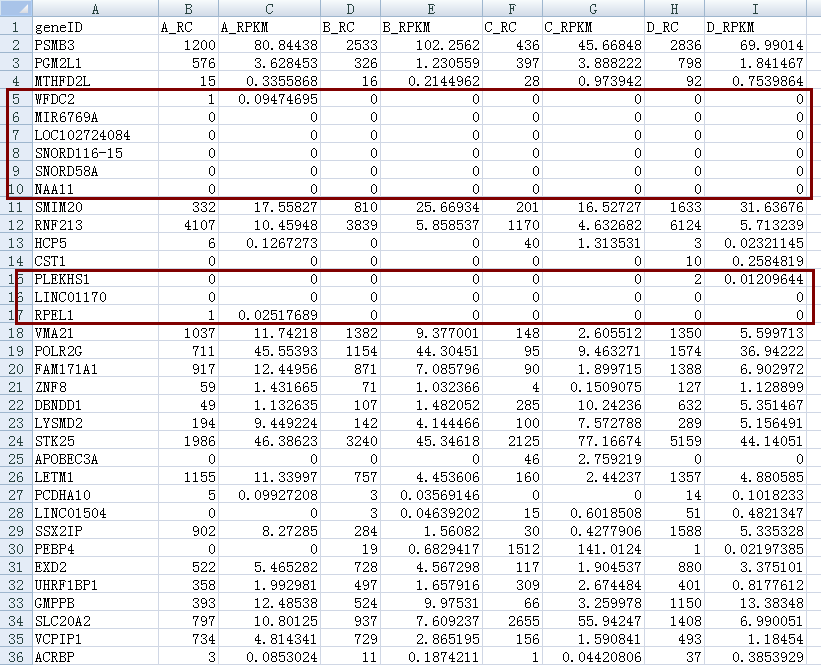 A B C D E F G H I
1 geneID A_RC A_RPKM B_RC B_RPKM C_RC C_RPKM D_RC D_RPKM
2 PSMB3 1200 80.84438 2533 102.2562 436 45.66848 2836 69.99014
3 PGM2L1 576 3.628453 326 1.230559 397 3.888222 798 1.841467
4 MTHFD2L 15 0.3355868 16 0.2144962 28 0.973942 92 0.7539864
5 WFDC2 1 0.09474695 0 0 0 0 0 0
6 MIR6769A 0 0 0 0 0 0 0 0
7 LOC102724084 0 0 0 0 0 0 0 0
8 SNORD116-15 0 0 0 0 0 0 0 0
9 SNORD58A 0 0 0 0 0 0 0 0
10 NAA11 0 0 0 0 0 0 0 0
11 SMIM20 332 17.55827 810 25.66934 201 16.52727 1633 31.63676
12 RNF213 4107 10.45948 3839 5.858537 1170 4.632682 6124 5.713239
13 HCP5 6 0.1267273 0 0 40 1.313531 3 0.02321145
14 CST1 0 0 0 0 0 0 10 0.2584819
15 PLEKHS1 0 0 0 0 0 0 2 0.01209644
16 LINC01170 0 0 0 0 0 0 0 0
17 RPEL1 1 0.02517689 0 0 0 0 0 0
18 VMA21 1037 11.74218 1382 9.377001 148 2.605512 1350 5.599713
19 POLR2G 711 45.55393 1154 44.30451 95 9.463271 1574 36.94222
20 FAM171A1 917 12.44956 871 7.085796 90 1.899715 1388 6.902972
21 ZNF8 59 1.431665 71 1.032366 4 0.1509075 127 1.128899
22 DBNDD1 49 1.132635 107 1.482052 285 10.24236 632 5.351467
23 LYSMD2 194 9.449224 142 4.144466 100 7.572788 289 5.156491
24 STK25 1986 46.38623 3240 45.34618 2125 77.16674 5159 44.14051
25 APOBEC3A 0 0 0 0 46 2.759219 0 0
26 LETM1 1155 11.33997 757 4.453606 160 2.44237 1357 4.880585
27 PCDHA10 5 0.09927208 3 0.03569146 0 0 14 0.1018233
28 LINC01504 0 0 3 0.04639202 15 0.6018508 51 0.4821347
29 SSX2IP 902 8.27285 284 1.56082 30 0.4277906 1588 5.335328
30 PEBP4 0 0 19 0.6829417 1512 141.0124 1 0.02197385
31 EXD2 522 5.465282 728 4.567298 117 1.904537 880 3.375101
32 UHRF1BP1 358 1.992981 497 1.657916 309 2.674484 401 0.8177612
33 GMPPB 393 12.48538 524 9.97531 66 3.259978 1150 13.38348
34 SLC20A2 797 10.80125 937 7.609237 2655 55.94247 1408 6.990051
35 VCPIP1 734 4.814341 729 2.865195 156 1.590841 493 1.18454
36 ACRBP 3 0.0853024 11 0.1874211 1 0.04420806 37 0.3853929